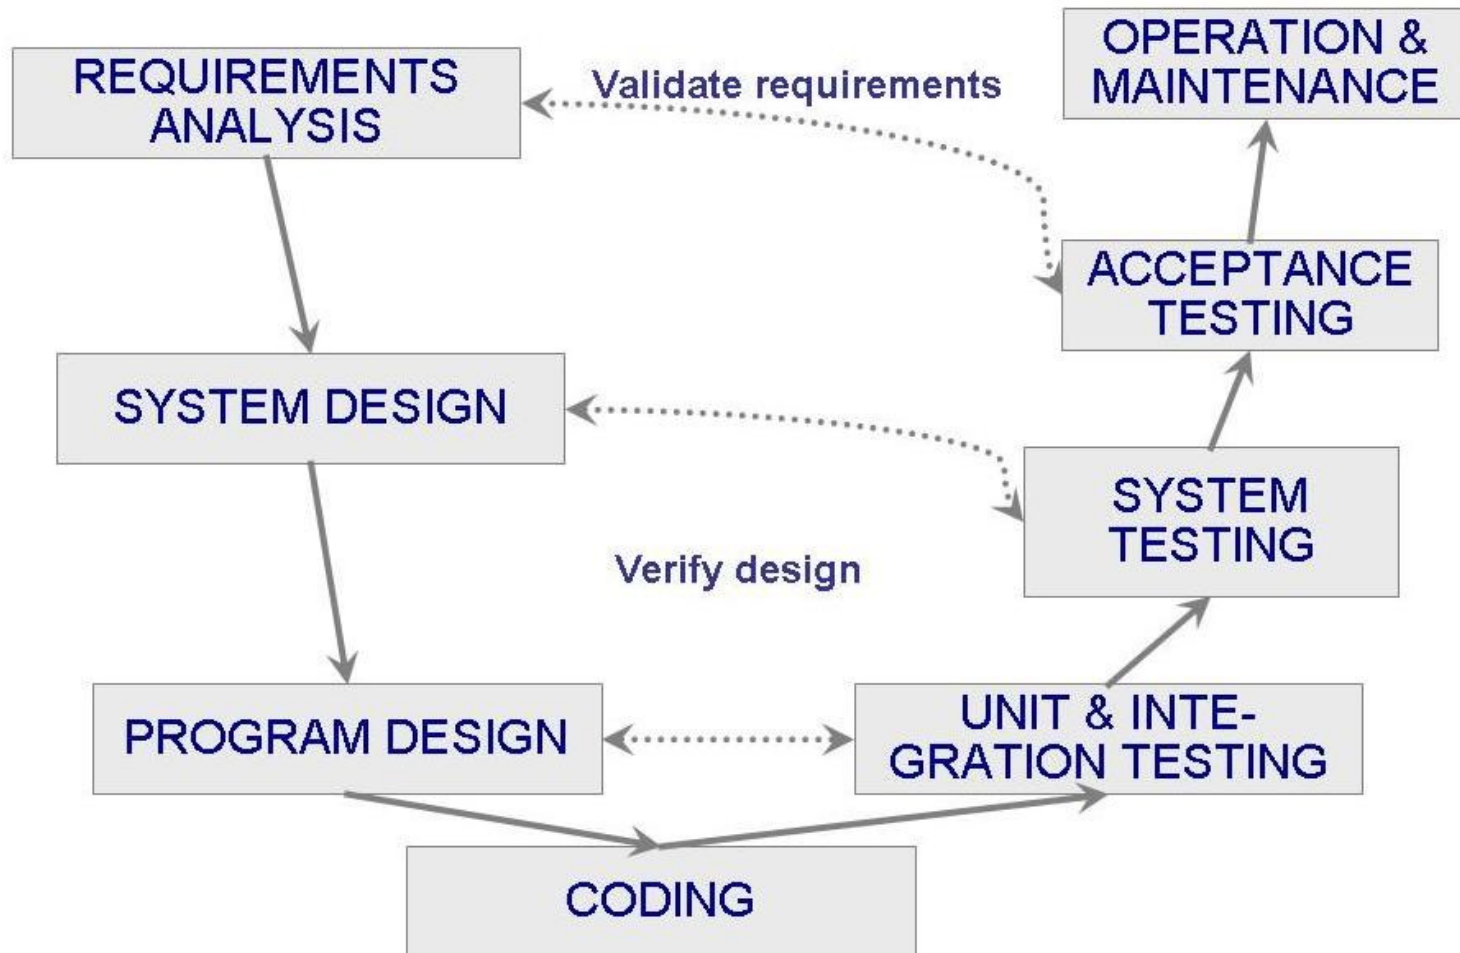 REQUIREMENTS
ANALYSIS
Validate requirements
OPERATION &
MAINTENANCE
ACCEPTANCE
TESTING
SYSTEM DESIGN
SYSTEM
TESTING
Verify design
PROGRAM DESIGN
UNIT & INTE-
GRATION TESTING
CODING